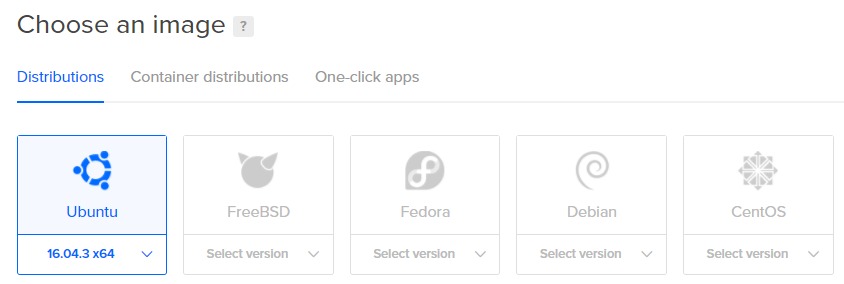 Choose an image ?
Distributions Container distributions One-click apps
Ubuntu FreeBSD Fedora Debian CentOS
16.04.3 x64 Select version Select version Select version Select version